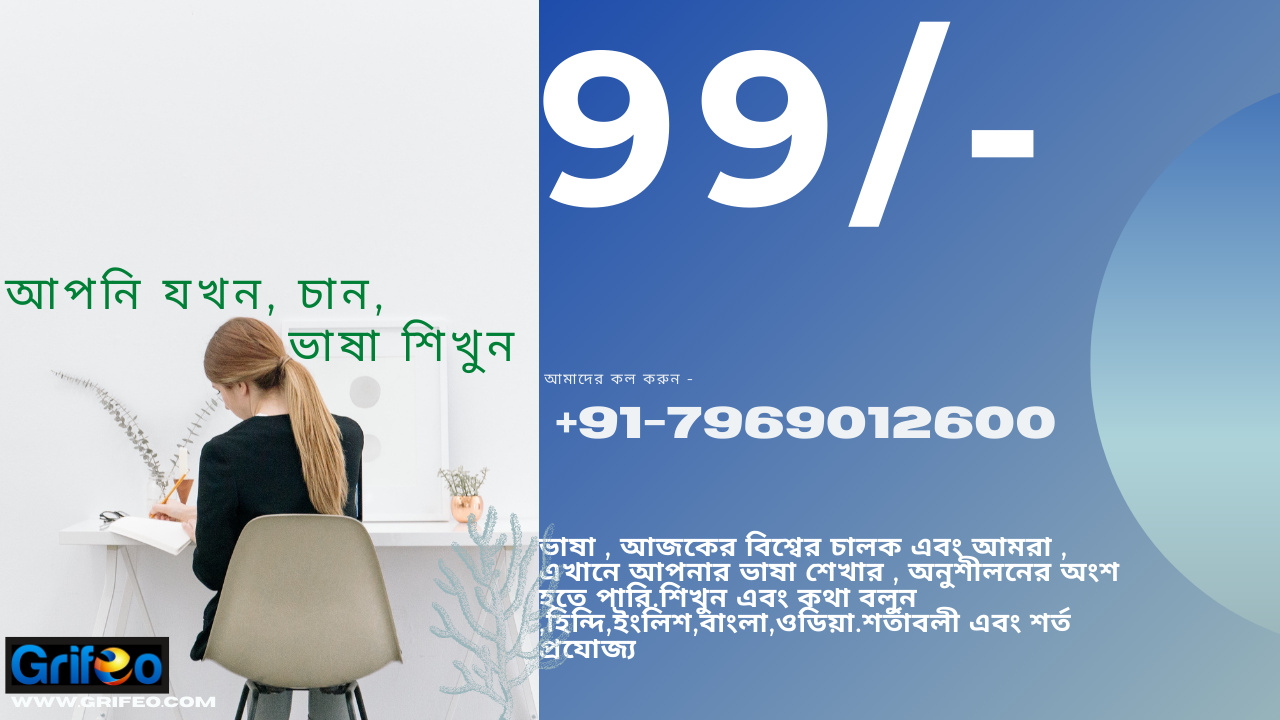 99/-
আপনি যখন, চান,
ভাষা শিখুন
আমাদের কল করুন -
+91-7969012600
ভাষা , আজকের বিশ্বের চালক এবং আমরা ,
এখানে আপনার ভাষা শেখার , অনুশীলনের অংশ
হতে পারি.শিখুন এবং কথা বলুন
,হিন্দি,ইংলিশ,বাংলা,ওডিয়া.শর্তাবলী এবং শর্ত
প্রযোজ্য
Grifeo
WWW.GRIFEO.COM